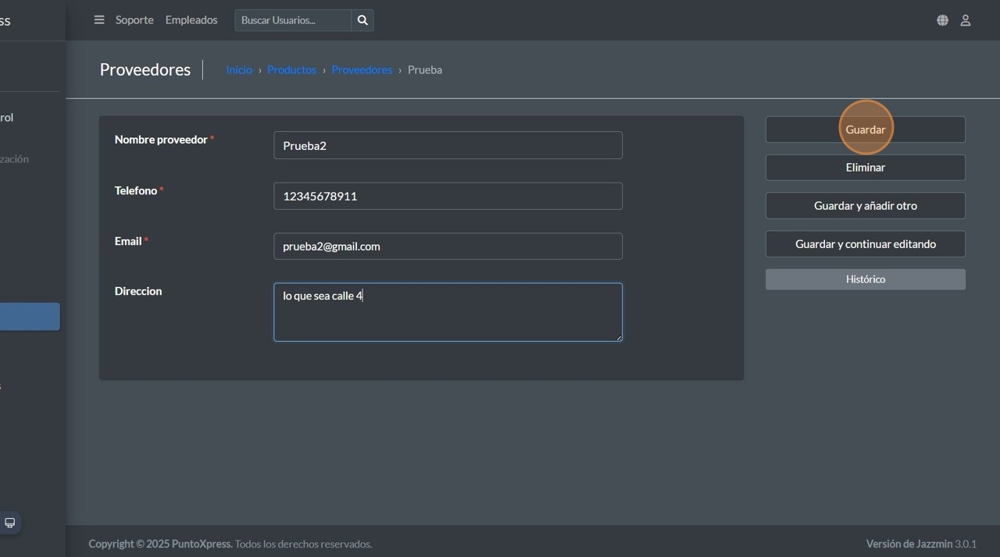 ss
Soporte Empleados Buscar Usuarios...
Proveedores Inicio › Productos › Proveedores › Prueba
rol
zación
s
Nombre proveedor * Prueba2
Telefono * 12345678911
Email * prueba2@gmail.com
Direccion lo que sea calle 4
Guardar
Eliminar
Guardar y añadir otro
Guardar y continuar editando
Histórico
Copyright © 2025 PuntoXpress. Todos los derechos reservados. Versión de Jazzmin 3.0.1